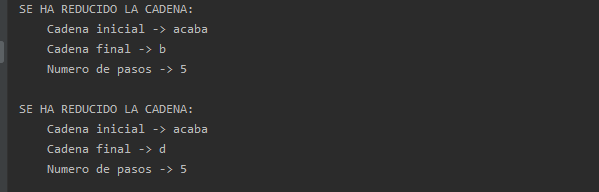 SE HA REDUCIDO LA CADENA:
Cadena inicial -> acaba
Cadena final -> b
Numero de pasos -> 5
SE HA REDUCIDO LA CADENA:
Cadena inicial -> acaba
Cadena final -> d
Numero de pasos -> 5